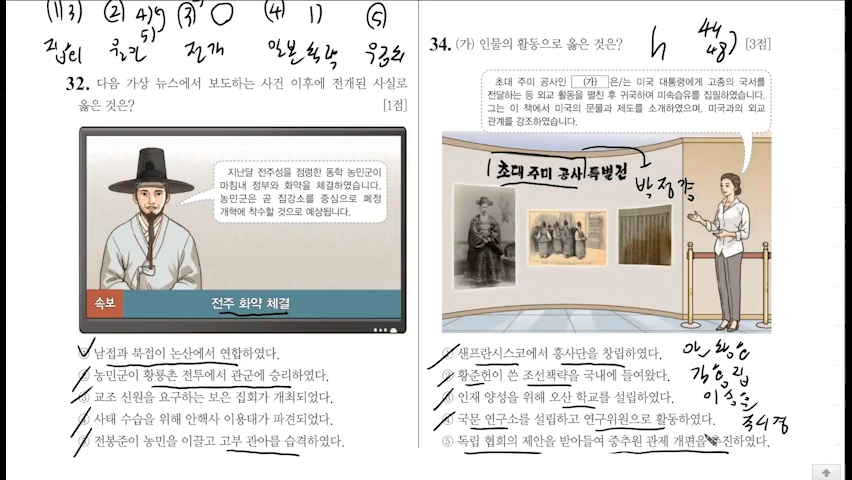 (1) 3) (2) 4) (3) ○ (4) 1) (5)
5)
집 전개 일본
32. 다음 가상 뉴스에서 보도하는 사건 이후에 전개된 사실로
옳은 것은? [1점]
지난달 전주성을 점령한 동학 농민군이
마침내 정부와 화약을 체결하였습니다.
농민군은 곧 집강소를 중심으로 폐정
개혁에 착수할 것으로 예상됩니다.
속보 전주 화약 체결
① 남접과 북접이 논산에서 연합하였다.
② 농민군이 황룡촌 전투에서 관군에 승리하였다.
③ 교조 신원을 요구하는 보은 집회가 개최되었다.
④ 사태 수습을 위해 안핵사 이용태가 파견되었다.
⑤ 전봉준이 농민을 이끌고 고부 관아를 습격하였다.
44
48)
34. (가) 인물의 활동으로 옳은 것은? [3점]
초대 주미 공사인 (가) 은/는 미국 대통령에게 고종의 국서를
전달하는 등 외교 활동을 펼친 후 귀국하여 미속습유를 집필하였습니다.
그는 이 책에서 미국의 문물과 제도를 소개하였으며, 미국과의 외교
관계를 강조하였습니다.
초대 주미 공사 특별전
박정양
① 샌프란시스코에서 흥사단을 창립하였다. 안창호
② 황준헌이 쓴 조선책략을 국내에 들여왔다. 김홍집
③ 인재 양성을 위해 오산 학교를 설립하였다. 이승훈
④ 국문 연구소를 설립하고 연구위원으로 활동하였다. 주시경
⑤ 독립 협회의 제안을 받아들여 중추원 관제 개편을 추진하였다.